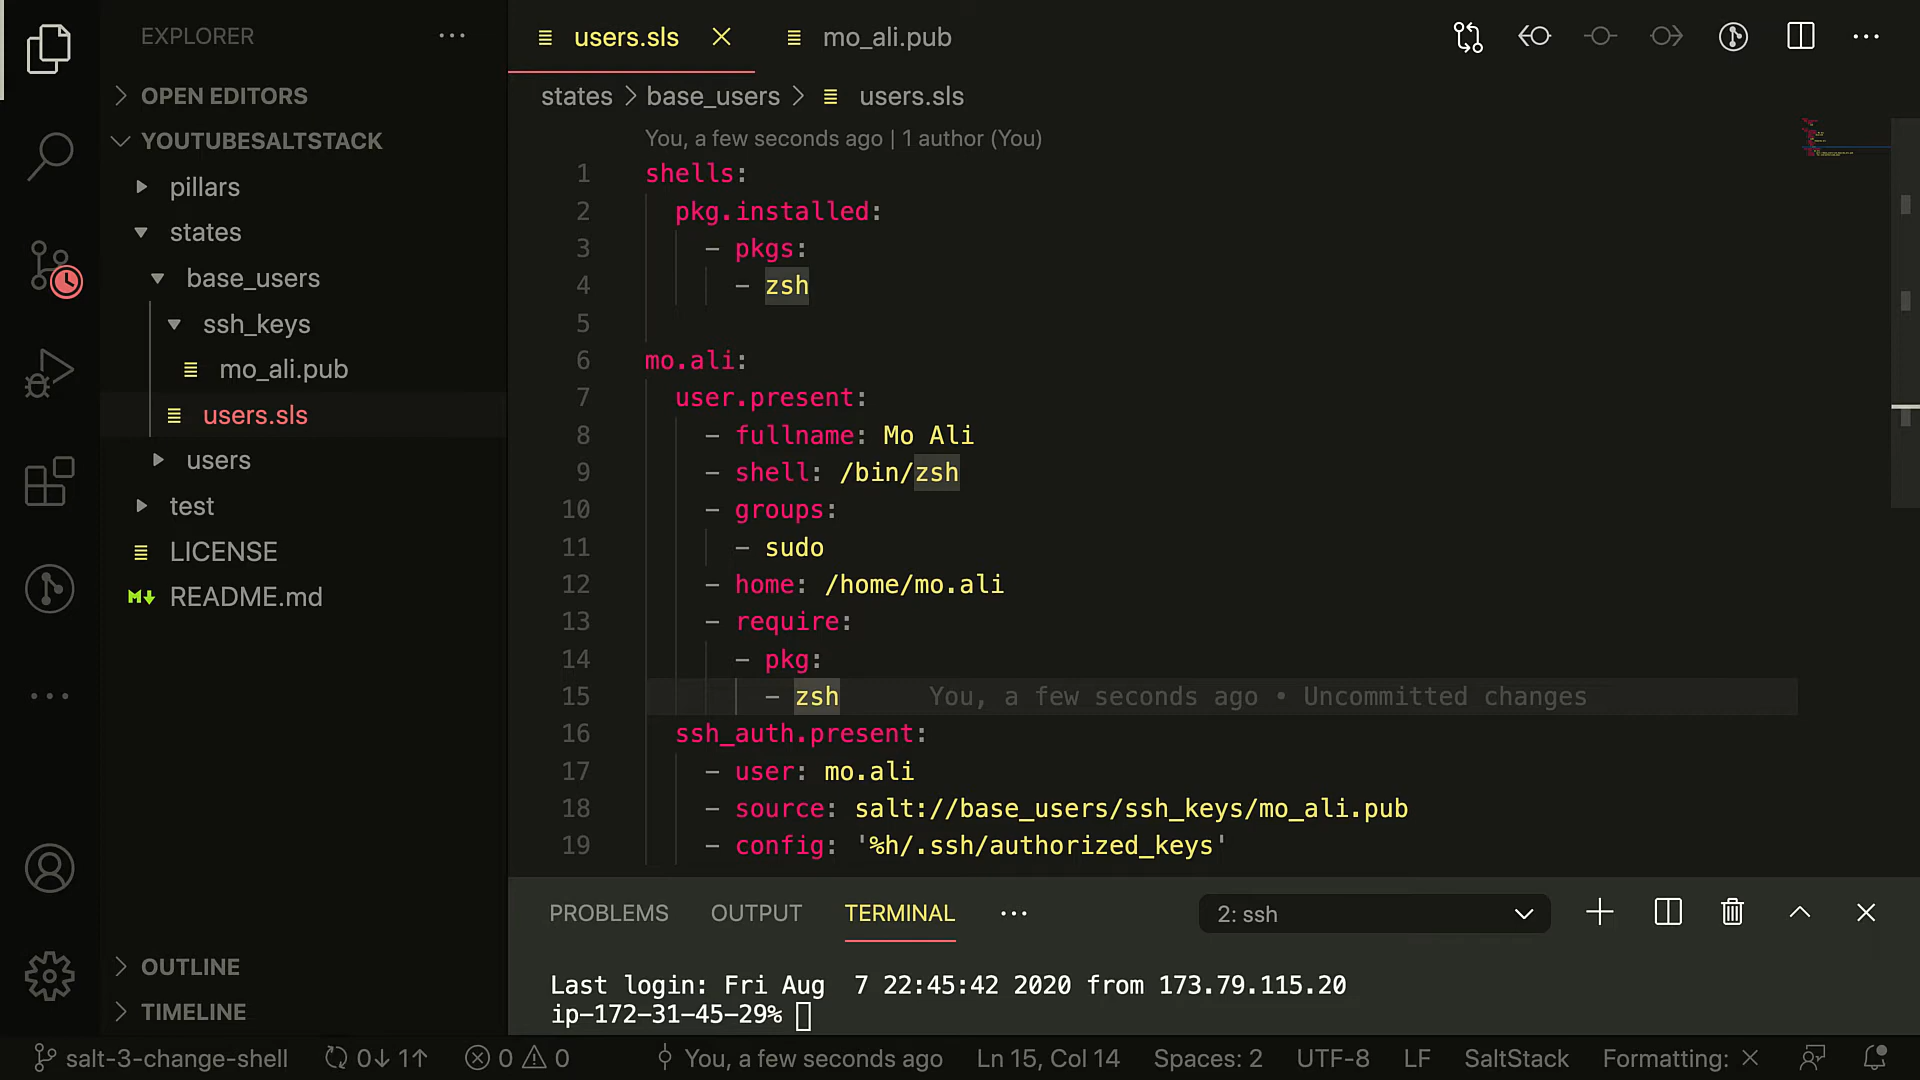 EXPLORER
OPEN EDITORS
YOUTUBESALTSTACK
pillars
states
base_users
ssh_keys
mo_ali.pub
users.sls
users
test
LICENSE
README.md
OUTLINE
TIMELINE
users.sls
mo_ali.pub
states > base_users > users.sls
You, a few seconds ago | 1 author (You)
1 shells:
2   pkg.installed:
3     - pkgs:
4       - zsh
5
6 mo.ali:
7   user.present:
8     - fullname: Mo Ali
9     - shell: /bin/zsh
10     - groups:
11       - sudo
12     - home: /home/mo.ali
13     - require:
14       - pkg:
15         - zsh      You, a few seconds ago • Uncommitted changes
16   ssh_auth.present:
17     - user: mo.ali
18     - source: salt://base_users/ssh_keys/mo_ali.pub
19     - config: '%h/.ssh/authorized_keys'
PROBLEMS OUTPUT TERMINAL ··· 2: ssh
Last login: Fri Aug  7 22:45:42 2020 from 173.79.115.20
ip-172-31-45-29%
salt-3-change-shell 0↓ 1↑ 0 0 You, a few seconds ago Ln 15, Col 14 Spaces: 2 UTF-8 LF SaltStack Formatting: ×